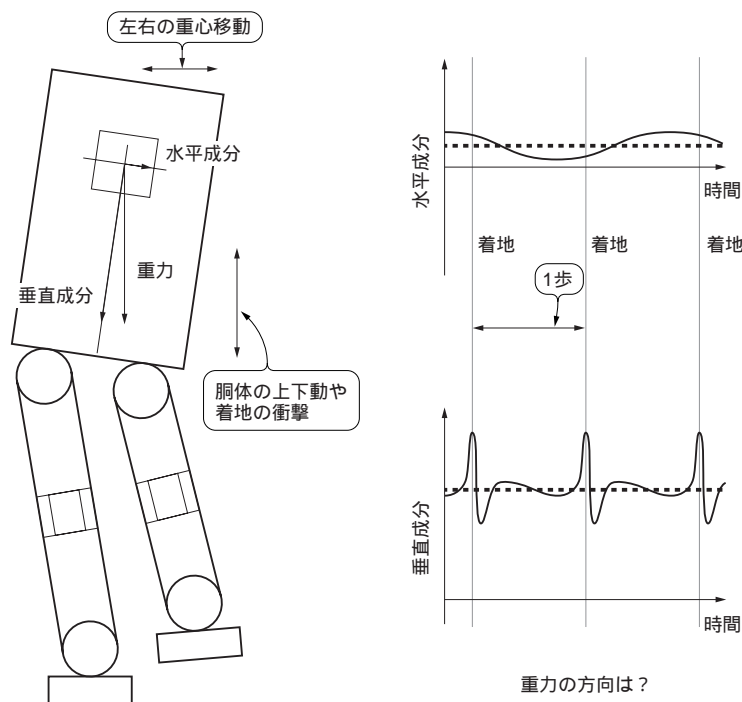 左右の重心移動
水平成分
重力
垂直成分
胴体の上下動や
着地の衝撃
水平成分
時間
着地
着地
着地
1歩
垂直成分
時間
重力の方向は？